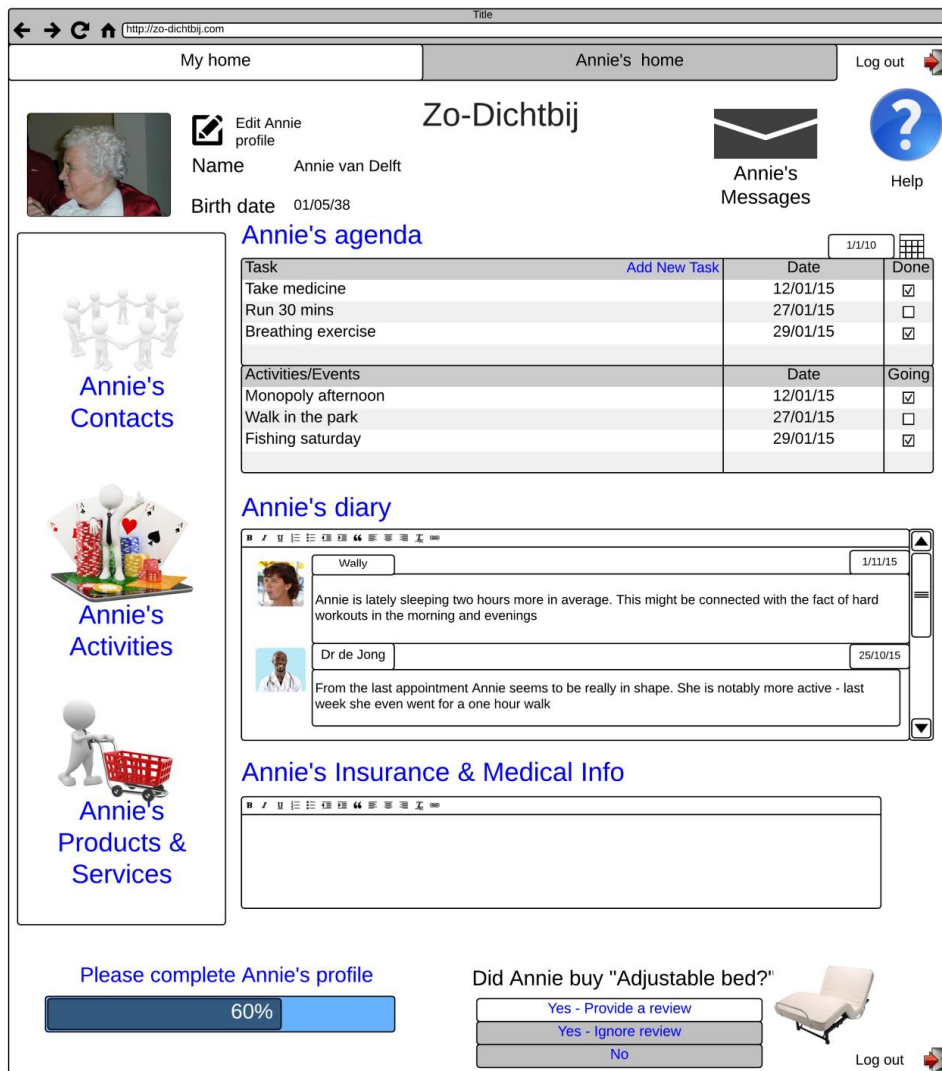 Title
http://zo-dichtbij.com
My home
Annie's home
Log out
Edit Annie
profile
Zo-Dichtbij
Name
Annie van Delft
Annie's
Messages
Help
Birth date
01/05/38
Annie's agenda
1/1/10
Task Add New Task Date Done
Take medicine 12/01/15
Run 30 mins 27/01/15
Breathing exercise 29/01/15
Activities/Events Date Going
Monopoly afternoon 12/01/15
Walk in the park 27/01/15
Fishing saturday 29/01/15
Annie's
Contacts
Annie's
Activities
Annie's
Products &
Services
Annie's diary
B I U
Wally 1/11/15
Annie is lately sleeping two hours more in average. This might be connected with the fact of hard
workouts in the morning and evenings
Dr de Jong 25/10/15
From the last appointment Annie seems to be really in shape. She is notably more active - last
week she even went for a one hour walk
Annie's Insurance & Medical Info
B I U
Please complete Annie's profile
60%
Did Annie buy "Adjustable bed?"
Yes - Provide a review
Yes - Ignore review
No
Log out